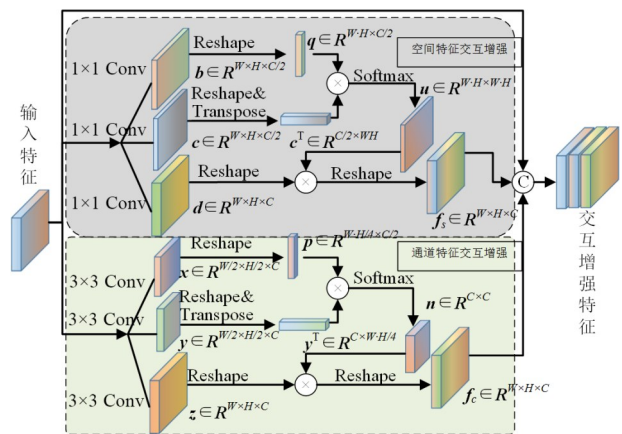 输入特征
空间特征交互增强
1×1 Conv
1×1 Conv
1×1 Conv
Reshape
b∈R^{W×H×C/2}
q∈R^{W·H×C/2}
Softmax
u∈R^{W·H×W·H}
Reshape&
Transpose
c∈R^{W×H×C/2}
c^T∈R^{C/2×WH}
Reshape
d∈R^{W×H×C}
Reshape
f_s∈R^{W×H×C}
C
交互增强特征
通道特征交互增强
3×3 Conv
3×3 Conv
3×3 Conv
Reshape
x∈R^{W/2×H/2×C}
p∈R^{W·H/4×C/2}
Softmax
n∈R^{C×C}
Reshape&
Transpose
y∈R^{W/2×H/2×C}
y^T∈R^{C×W·H/4}
Reshape
z∈R^{W×H×C}
Reshape
f_c∈R^{W×H×C}